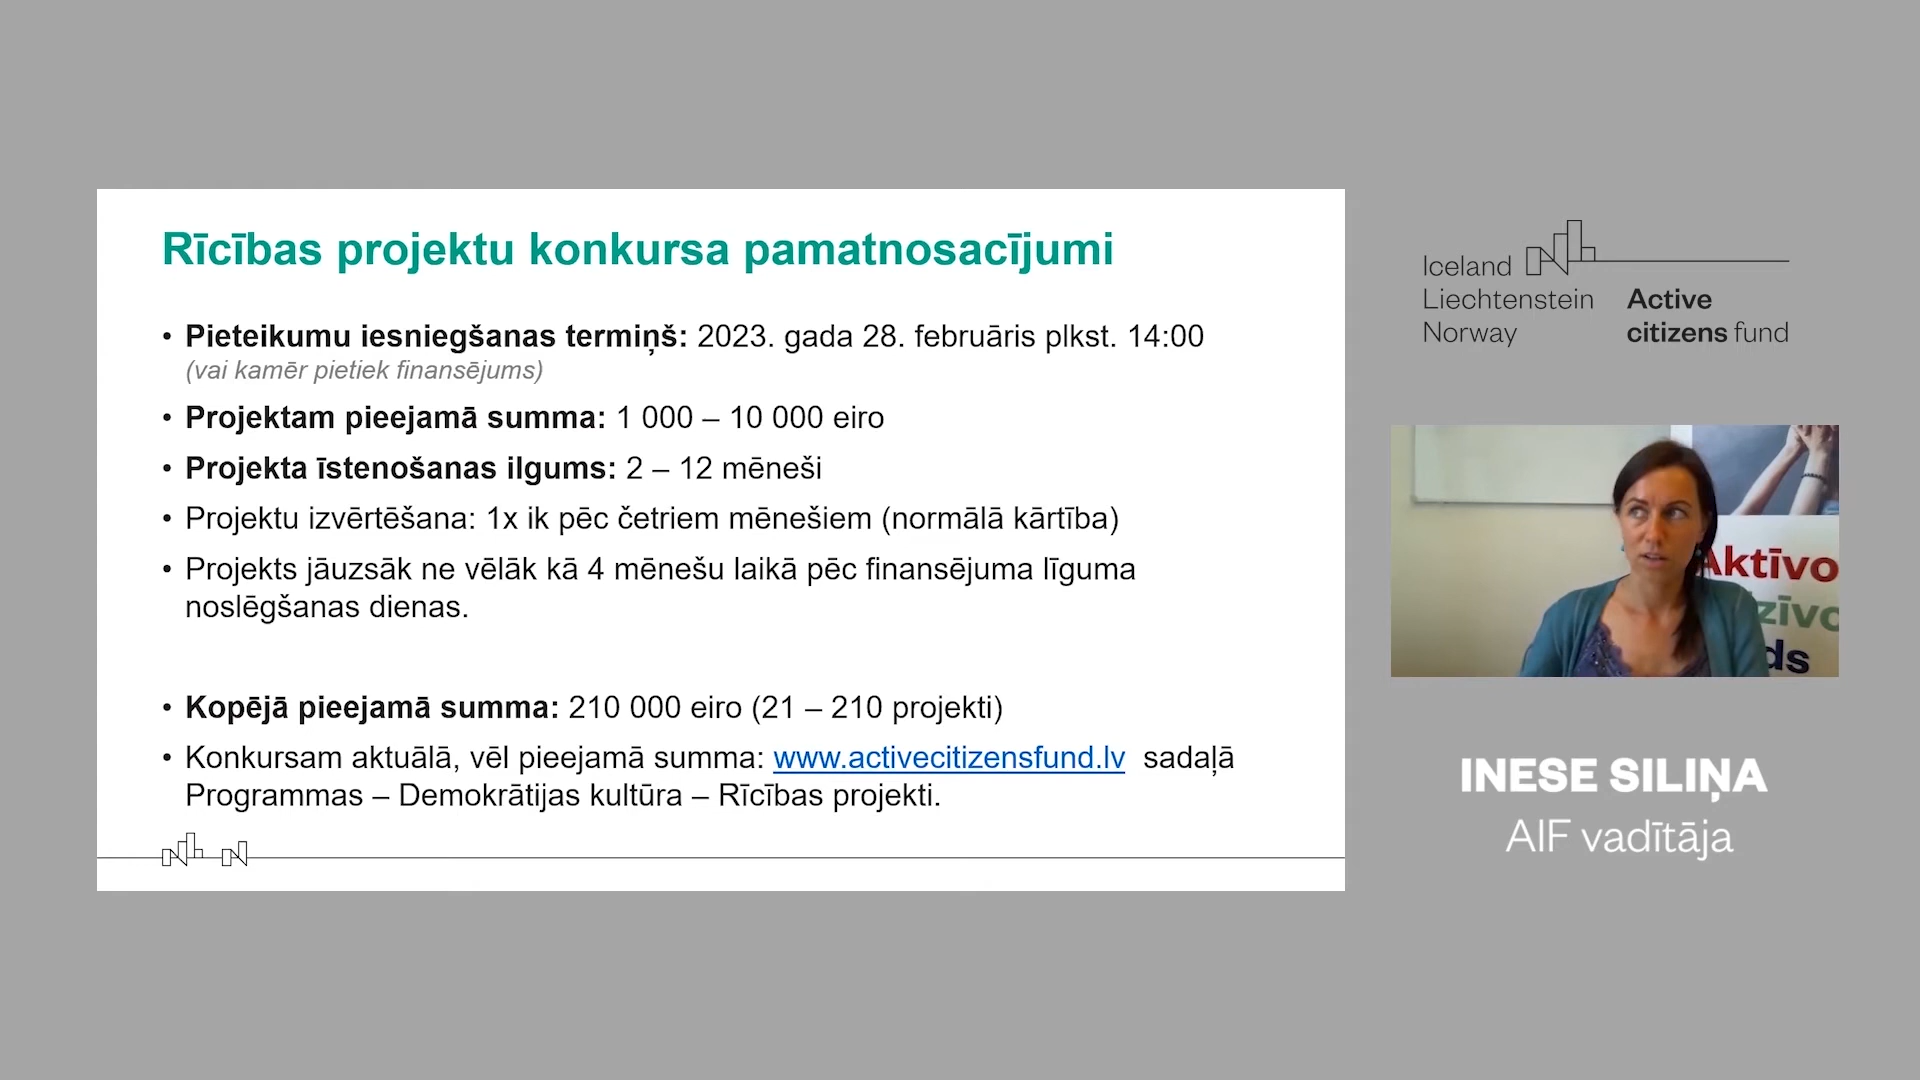 Rīcības projektu konkursa pamatnosacījumi
• Pieteikumu iesniegšanas termiņš: 2023. gada 28. februāris plkst. 14:00
(vai kamēr pietiek finansējums)
• Projektam pieejamā summa: 1 000 – 10 000 eiro
• Projekta īstenošanas ilgums: 2 – 12 mēneši
• Projektu izvērtēšana: 1x ik pēc četriem mēnešiem (normālā kārtība)
• Projekts jāuzsāk ne vēlāk kā 4 mēnešu laikā pēc finansējuma līguma
noslēgšanas dienas.
• Kopējā pieejamā summa: 210 000 eiro (21 – 210 projekti)
• Konkursam aktuālā, vēl pieejamā summa: www.activecitizensfund.lv sadaļā
Programmas – Demokrātijas kultūra – Rīcības projekti.
Iceland
Liechtenstein Active
Norway citizens fund
Aktīvo
zīvo
ds
INESE SILIŅA
AIF vadītāja